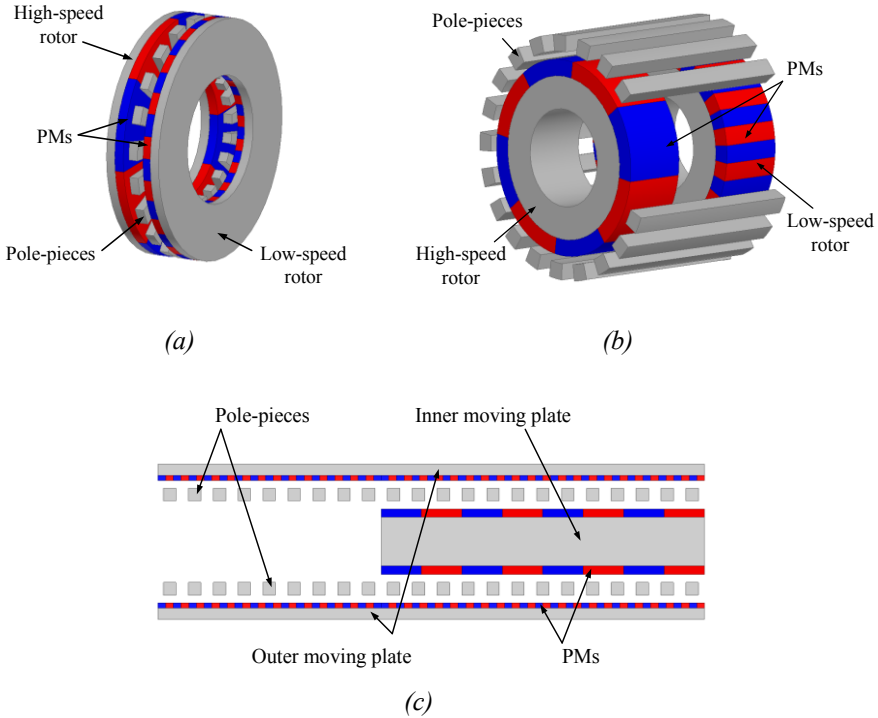 High-speed
rotor
PMs
Pole-pieces
Low-speed
rotor
(a)
Pole-pieces
PMs
High-speed
rotor
Low-speed
rotor
(b)
Pole-pieces
Inner moving plate
Outer moving plate
PMs
(c)